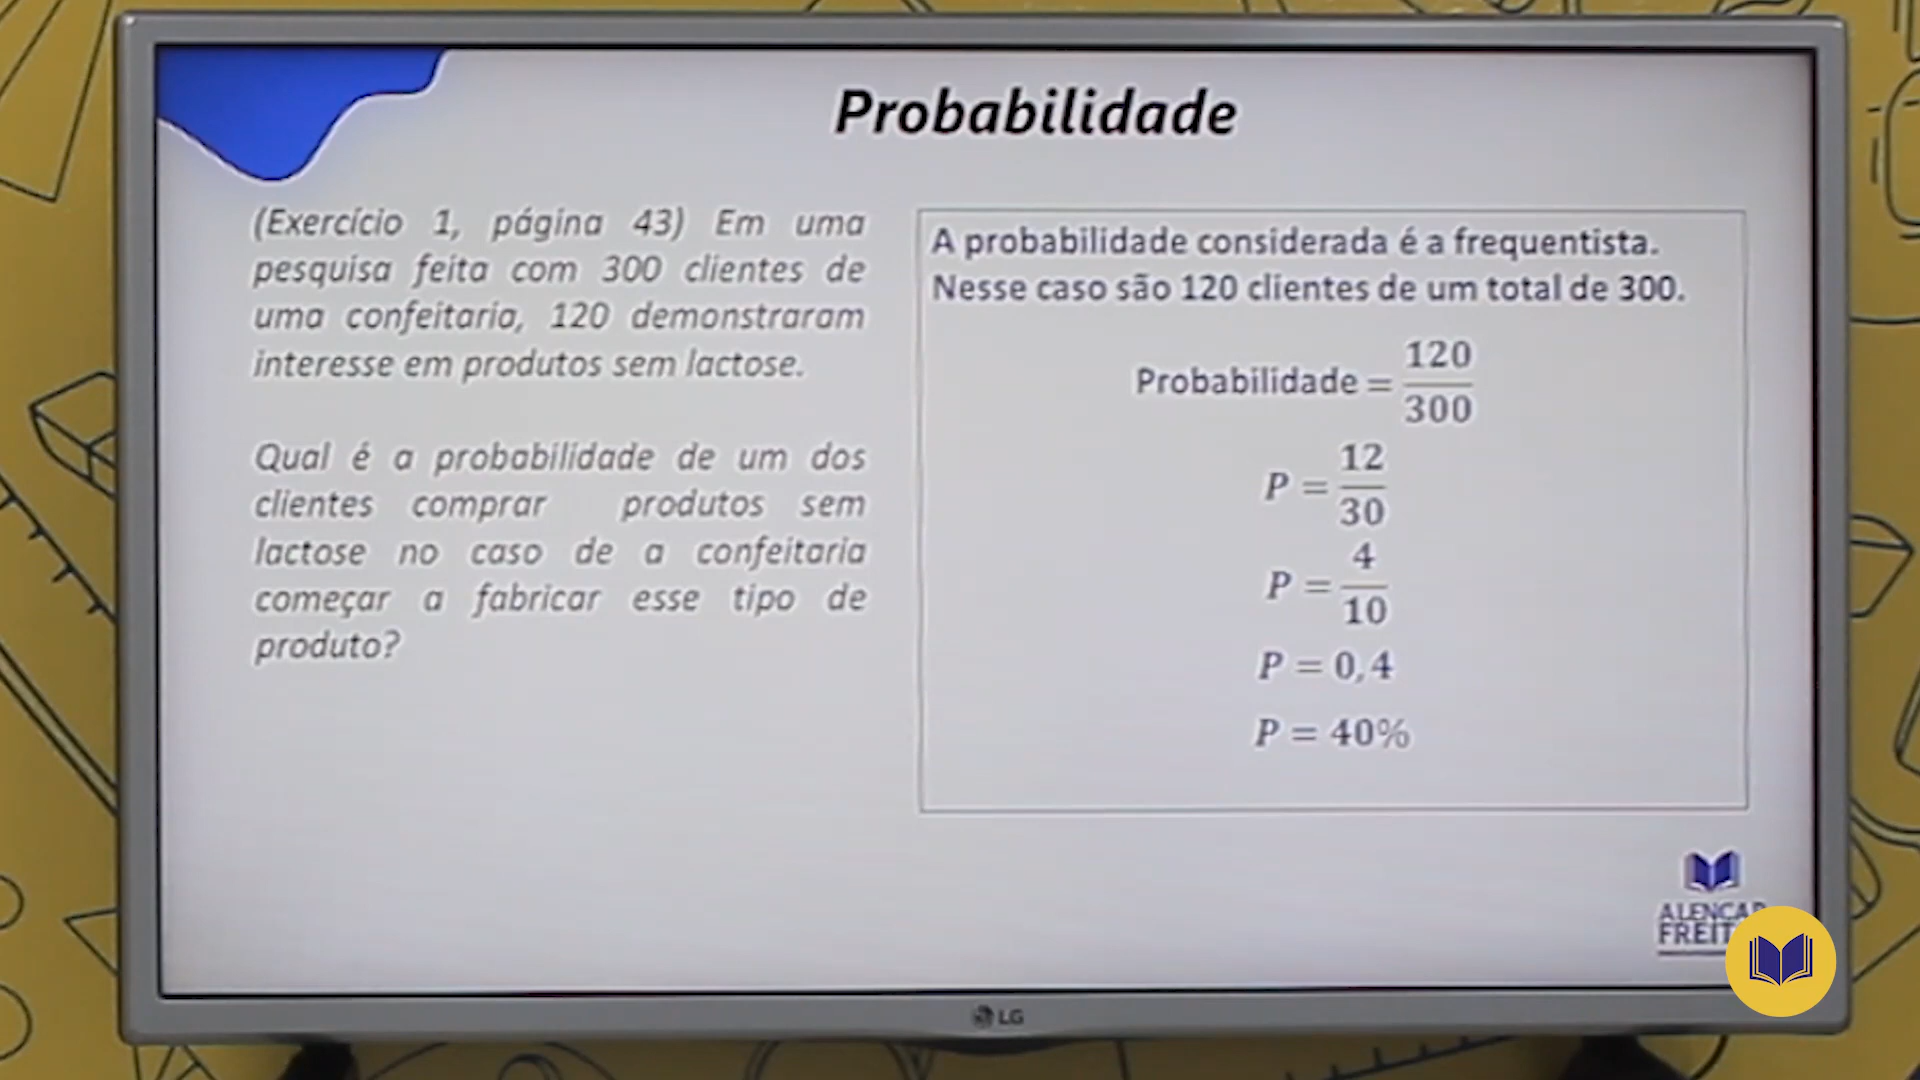 Probabilidade
(Exercício 1, página 43) Em uma
pesquisa feita com 300 clientes de
uma confeitaria, 120 demonstraram
interesse em produtos sem lactose.
Qual é a probabilidade de um dos
clientes comprar produtos sem
lactose no caso de a confeitaria
começar a fabricar esse tipo de
produto?
A probabilidade considerada é a frequentista.
Nesse caso são 120 clientes de um total de 300.
Probabilidade = 120/300
P = 12/30
P = 4/10
P = 0,4
P = 40%
ALENCAR
LG